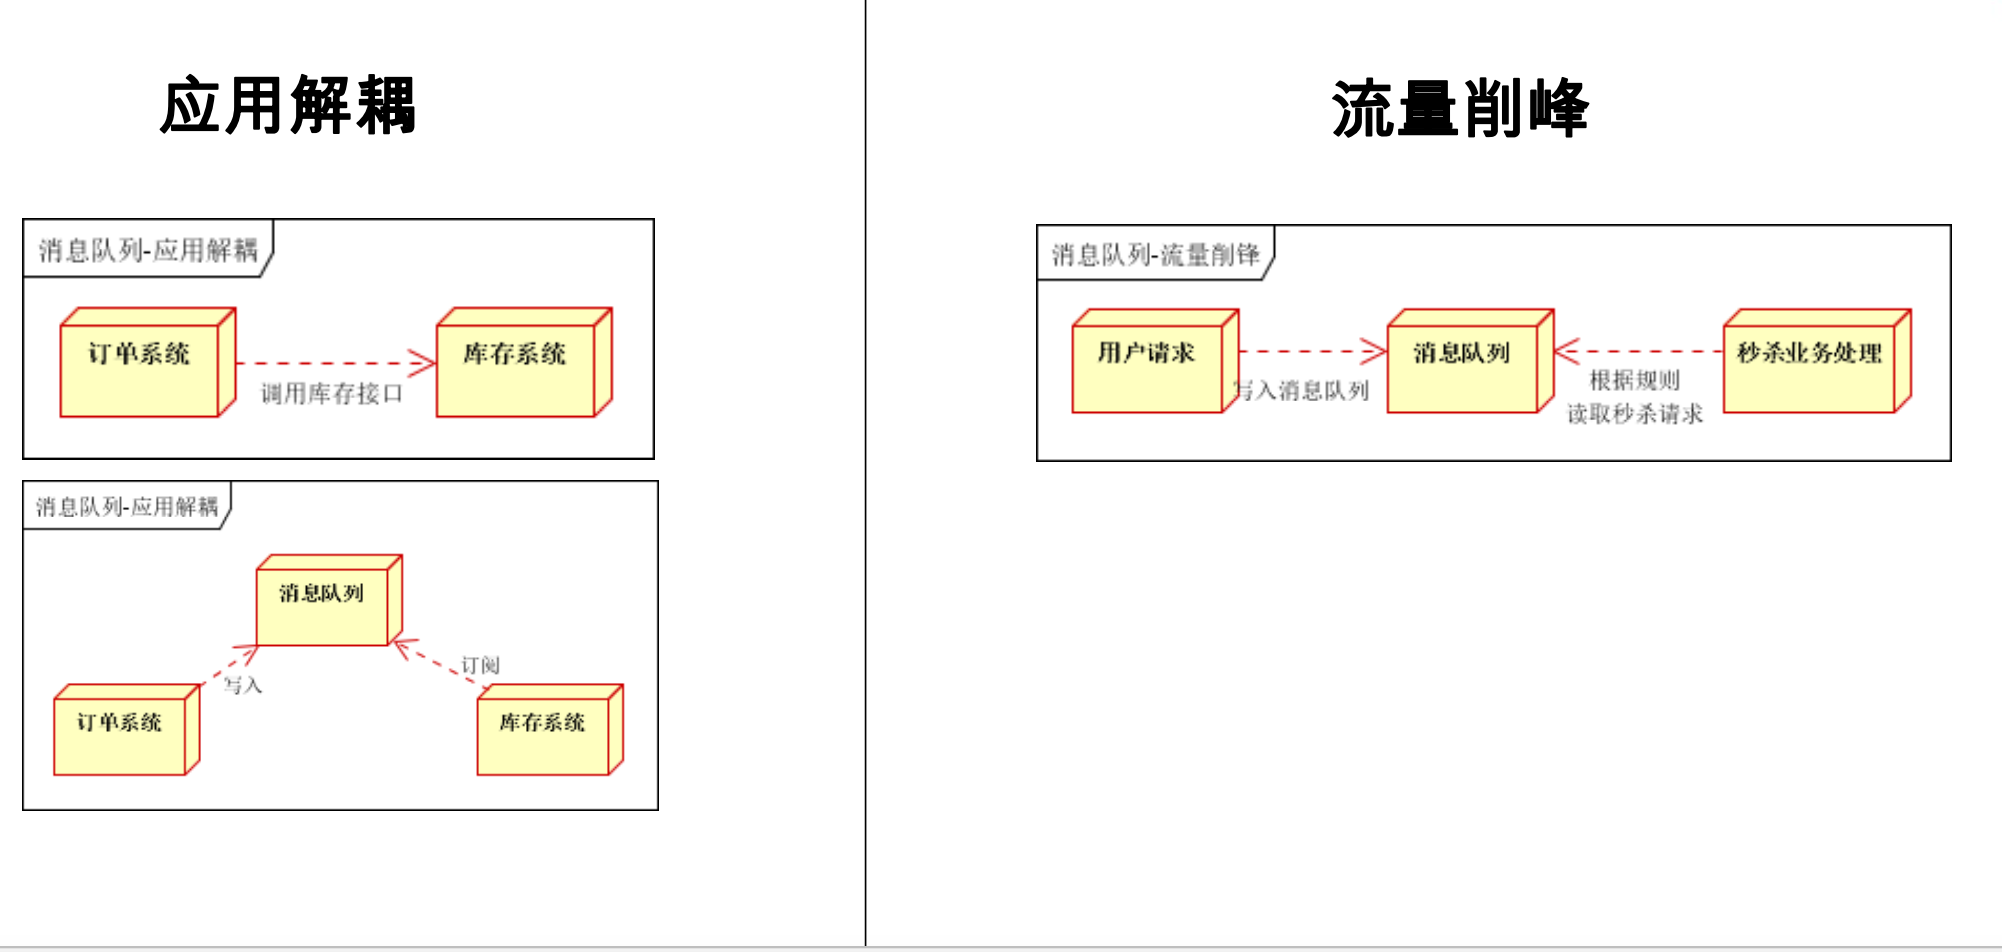 应用解耦
消息队列-应用解耦
订单系统
调用库存接口
库存系统
消息队列-应用解耦
消息队列
写入
订阅
订单系统
库存系统
流量削峰
消息队列-流量削锋
用户请求
写入消息队列
消息队列
根据规则
读取秒杀请求
秒杀业务处理